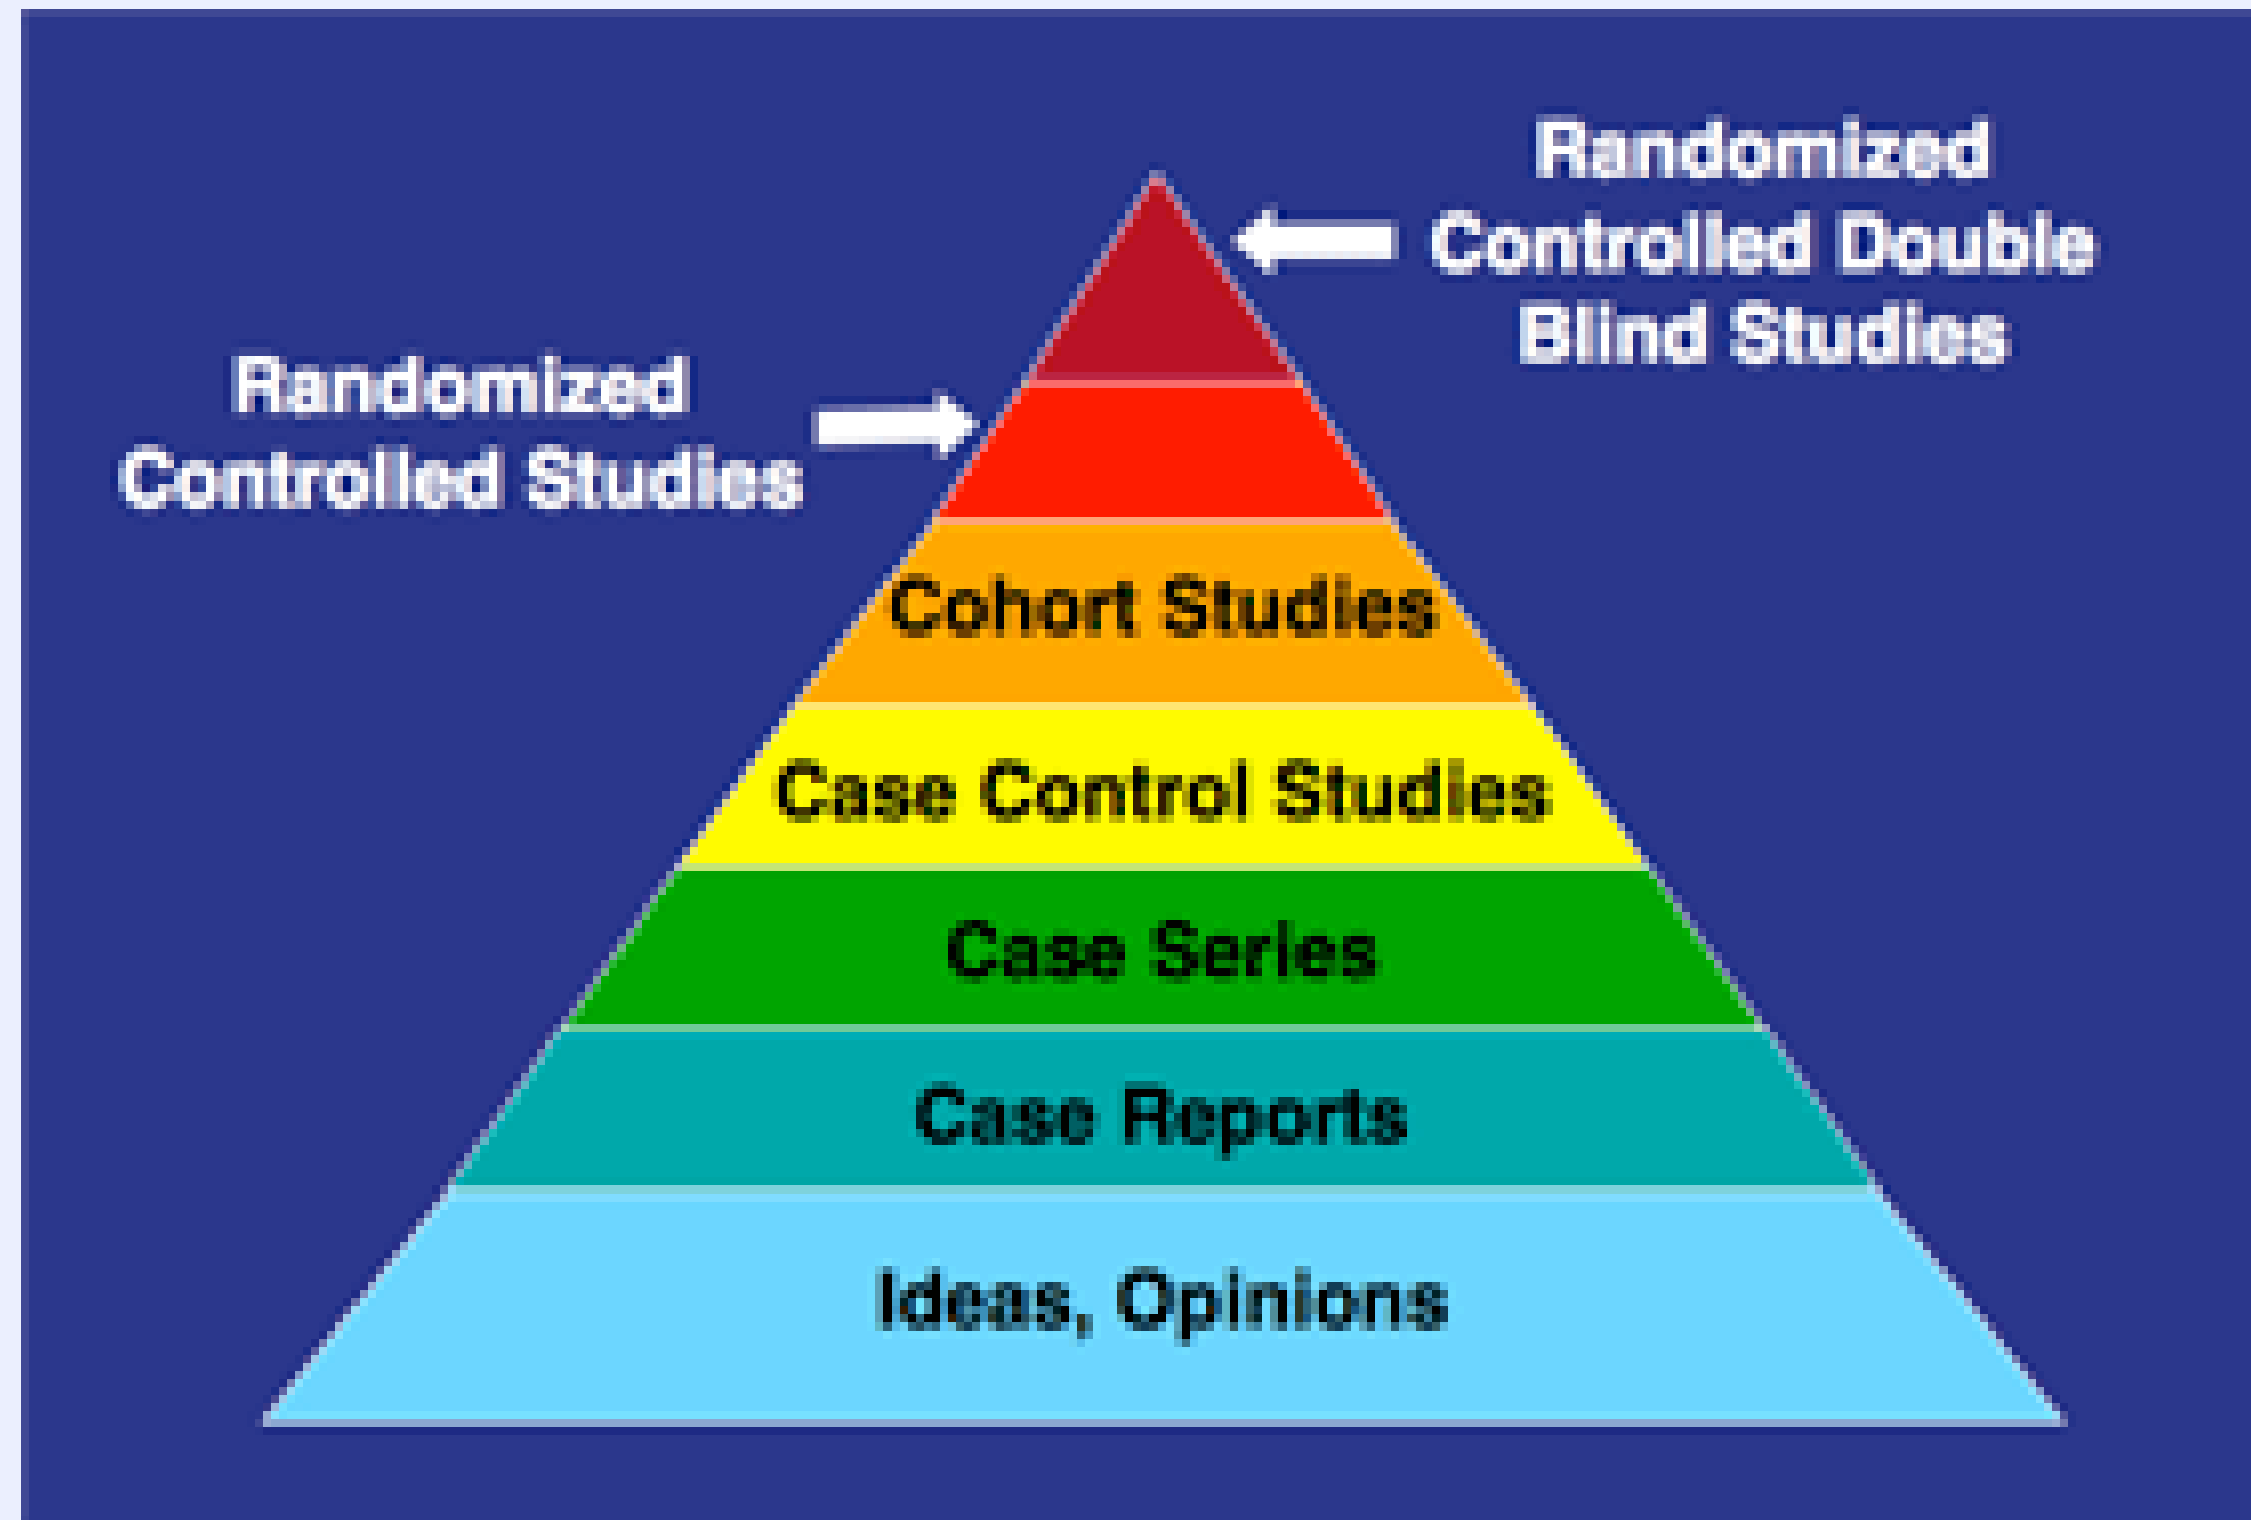 Randomized
Controlled Double
Blind Studies
Randomized
Controlled Studies
Cohort Studies
Case Control Studies
Case Series
Case Reports
Ideas, Opinions